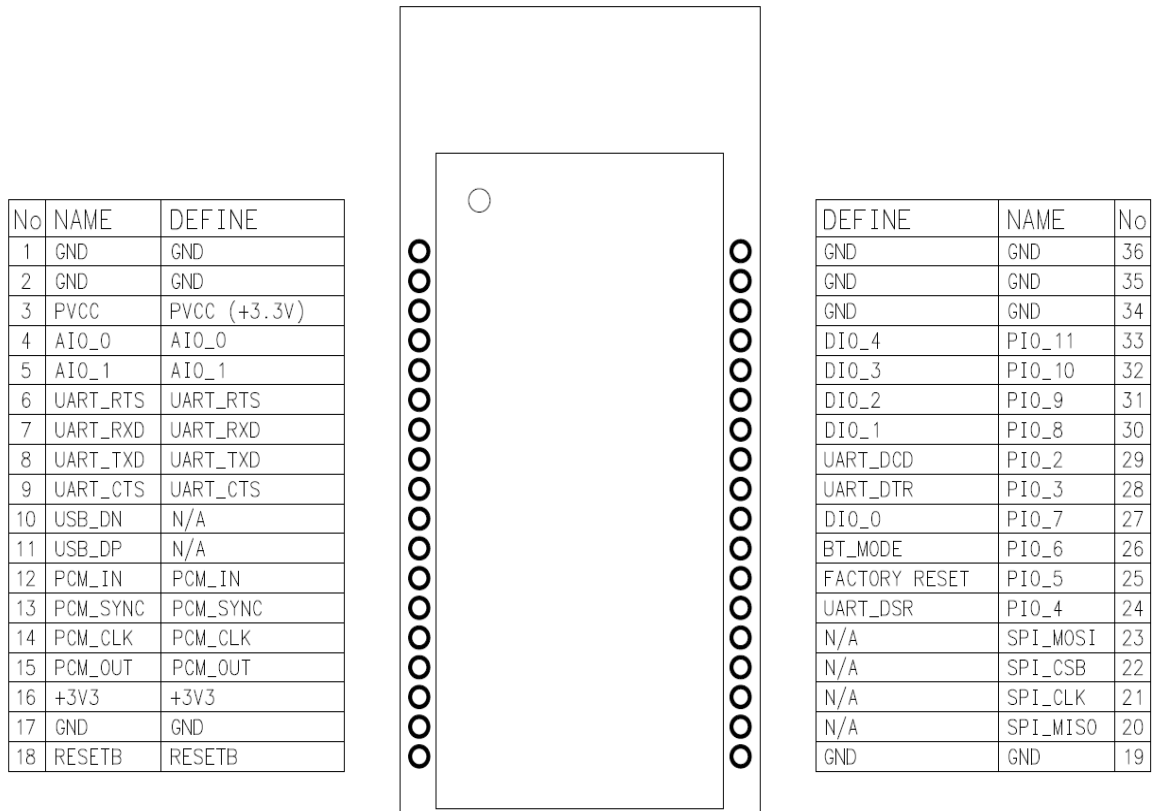 No NAME DEFINE
1 GND GND
2 GND GND
3 PVCC PVCC (+3.3V)
4 AIO_0 AIO_0
5 AIO_1 AIO_1
6 UART_RTS UART_RTS
7 UART_RXD UART_RXD
8 UART_TXD UART_TXD
9 UART_CTS UART_CTS
10 USB_DN N/A
11 USB_DP N/A
12 PCM_IN PCM_IN
13 PCM_SYNC PCM_SYNC
14 PCM_CLK PCM_CLK
15 PCM_OUT PCM_OUT
16 +3V3 +3V3
17 GND GND
18 RESETB RESETB
DEFINE NAME No
GND GND 36
GND GND 35
GND GND 34
DIO_4 PIO_11 33
DIO_3 PIO_10 32
DIO_2 PIO_9 31
DIO_1 PIO_8 30
UART_DCD PIO_2 29
UART_DTR PIO_3 28
DIO_0 PIO_7 27
BT_MODE PIO_6 26
FACTORY RESET PIO_5 25
UART_DSR PIO_4 24
N/A SPI_MOSI 23
N/A SPI_CSB 22
N/A SPI_CLK 21
N/A SPI_MISO 20
GND GND 19